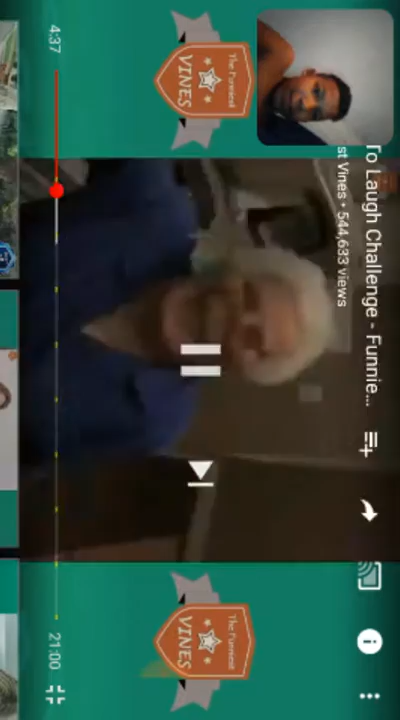 To Laugh Challenge - Funnie...
st Vines • 544,633 views
The Funniest
VINES
The Funniest
VINES
4:37
21:00